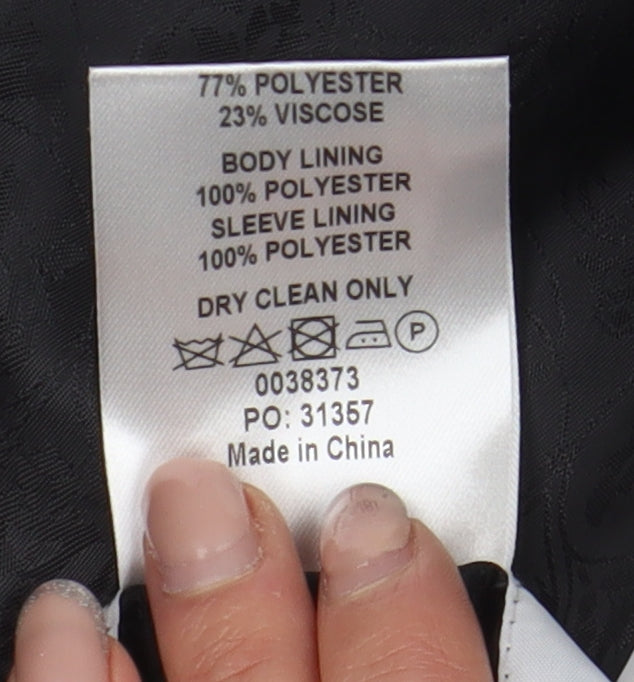 77% POLYESTER
23% VISCOSE
BODY LINING
100% POLYESTER
SLEEVE LINING
100% POLYESTER
DRY CLEAN ONLY
P
0038373
PO: 31357
Made in China